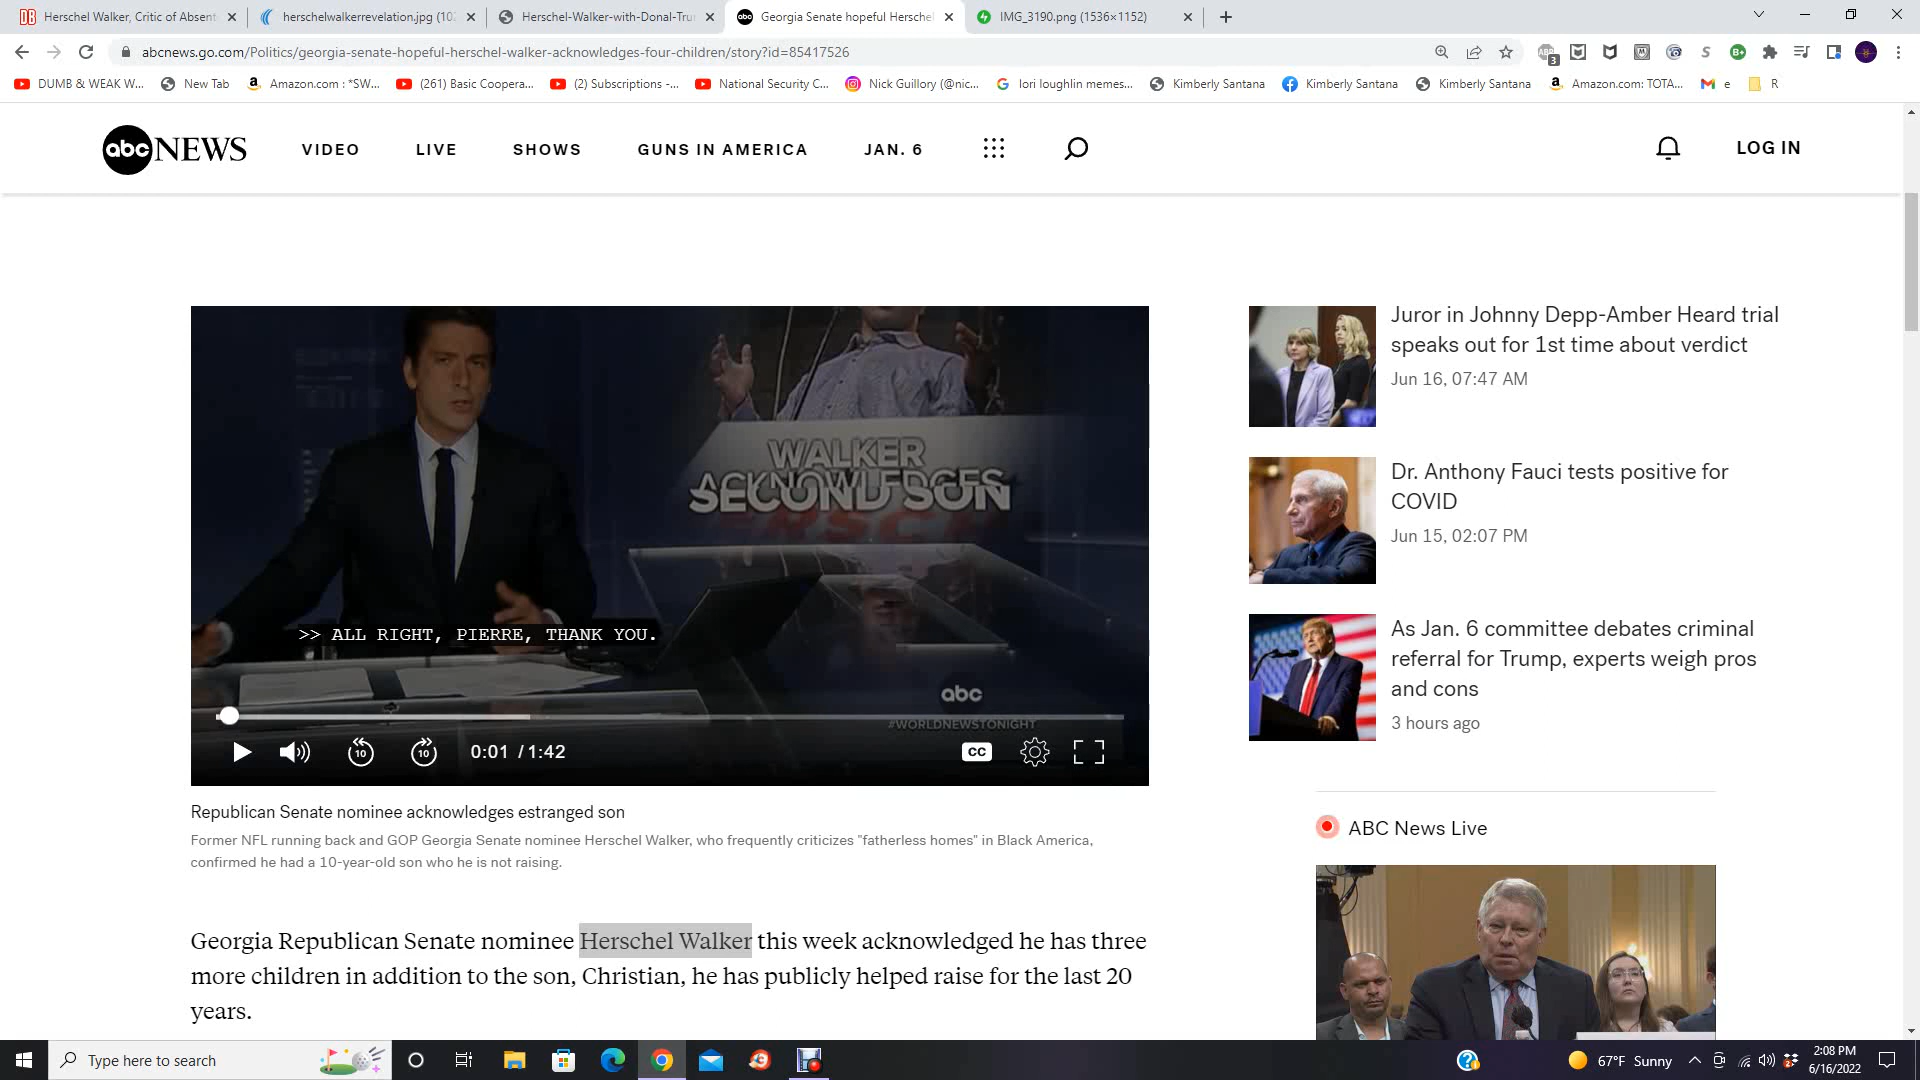 Herschel Walker, Critic of Absent
herschelwalkerrevelation.jpg (102
Herschel-Walker-with-Donal-Tru
Georgia Senate hopeful Herschel
IMG_3190.png (1536×1152)
abcnews.go.com/Politics/georgia-senate-hopeful-herschel-walker-acknowledges-four-children/story?id=85417526
DUMB & WEAK W...
New Tab
Amazon.com : *SW...
(261) Basic Coopera...
(2) Subscriptions -...
National Security C...
Nick Guillory (@nic...
lori loughlin memes...
Kimberly Santana
Kimberly Santana
Kimberly Santana
Amazon.com: TOTA...
e
R
abc NEWS
VIDEO
LIVE
SHOWS
GUNS IN AMERICA
JAN. 6
LOG IN
WALKER
ACKNOWLEDGES
SECOND SON
>> ALL RIGHT, PIERRE, THANK YOU.
abc
#WORLDNEWSTONIGHT
10
10
0:01 / 1:42
CC
Republican Senate nominee acknowledges estranged son
Former NFL running back and GOP Georgia Senate nominee Herschel Walker, who frequently criticizes "fatherless homes" in Black America,
confirmed he had a 10-year-old son who he is not raising.
Georgia Republican Senate nominee Herschel Walker this week acknowledged he has three
more children in addition to the son, Christian, he has publicly helped raise for the last 20
years.
Juror in Johnny Depp-Amber Heard trial
speaks out for 1st time about verdict
Jun 16, 07:47 AM
Dr. Anthony Fauci tests positive for
COVID
Jun 15, 02:07 PM
As Jan. 6 committee debates criminal
referral for Trump, experts weigh pros
and cons
3 hours ago
ABC News Live
Type here to search
67°F Sunny
2:08 PM
6/16/2022